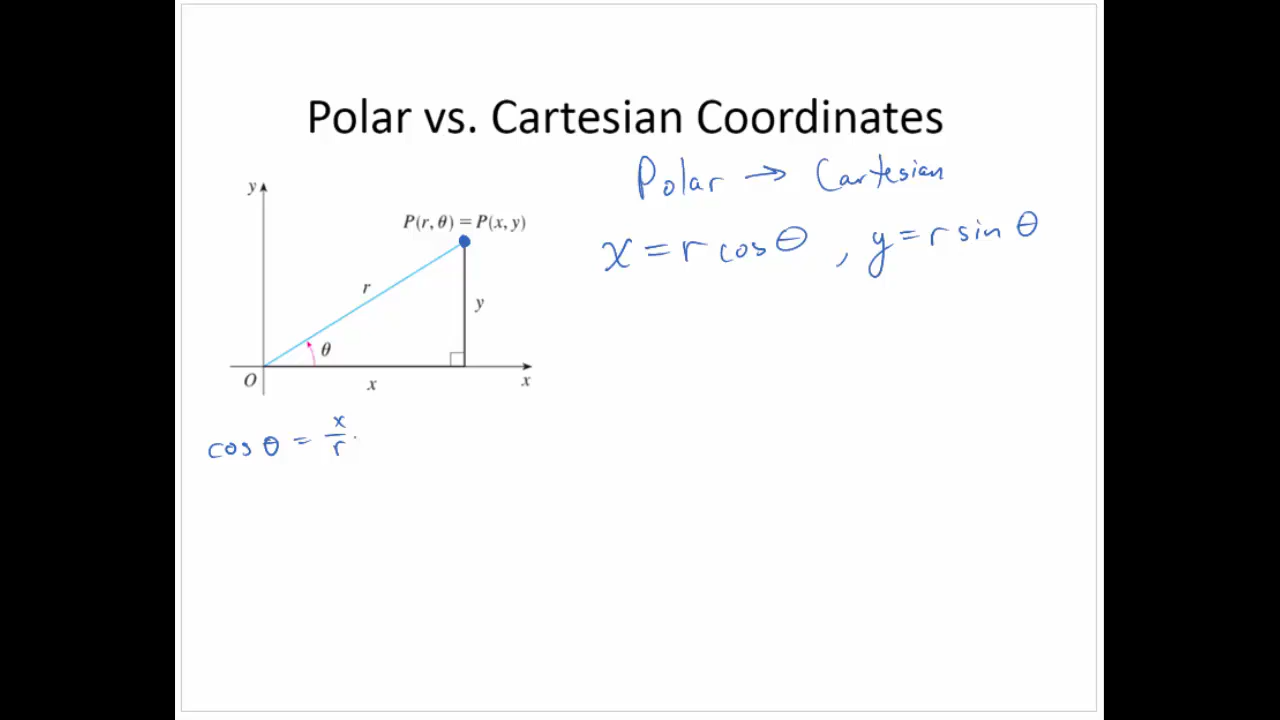 Polar vs. Cartesian Coordinates
Polar → Cartesian
x = r cos θ , y = r sin θ
y
P(r, θ) = P(x, y)
r
y
θ
O
x
x
cos θ = x/r